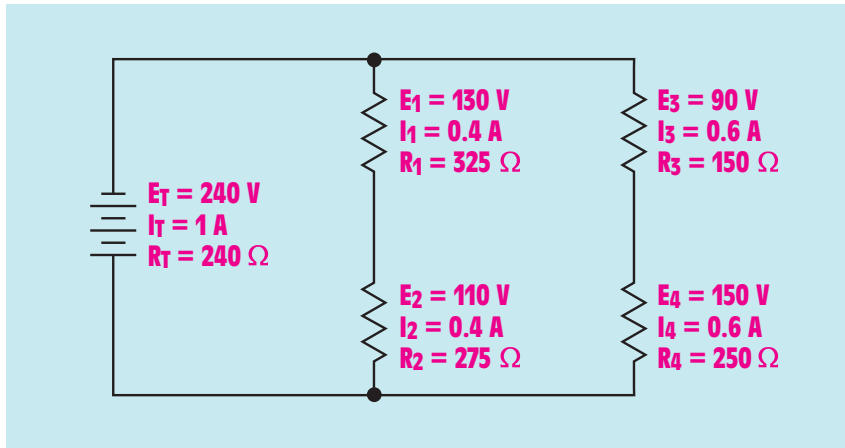 E1 = 130 V
I1 = 0.4 A
R1 = 325 Ω
E3 = 90 V
I3 = 0.6 A
R3 = 150 Ω
ET = 240 V
IT = 1 A
RT = 240 Ω
E2 = 110 V
I2 = 0.4 A
R2 = 275 Ω
E4 = 150 V
I4 = 0.6 A
R4 = 250 Ω